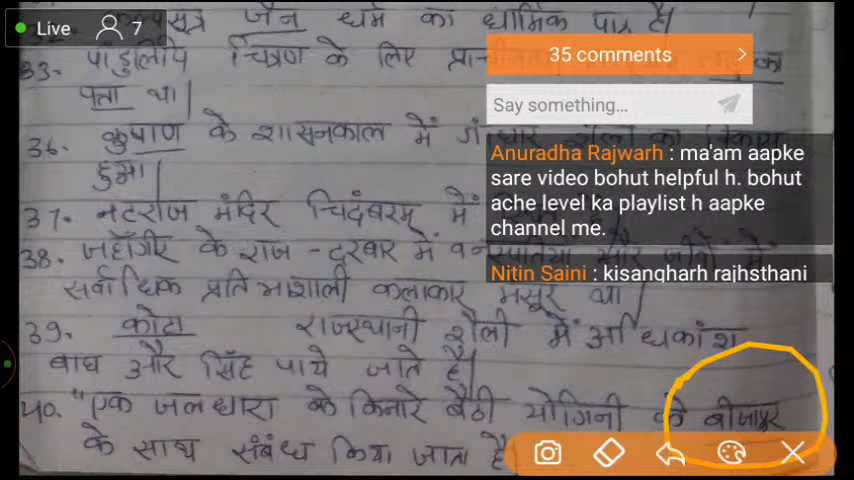 Live 7
सूत्र जैन धर्म का धार्मिक पाठ है।
35 comments
33. पांडुलिपि चित्रण के लिए
पता था।
Say something...
36. कुषाण के शासनकाल में
हुआ।
Anuradha Rajwarh : ma'am aapke
sare video bohut helpful h. bohut
ache level ka playlist h aapke
channel me.
37. नटराज मंदिर चिदंबरम् में
38. जहाँगीर के राज-दरबार में
Nitin Saini : kisangharh rajhsthani
सर्वाधिक प्रतिभाशाली कलाकार मंसूर था।
39. कोटा राजस्थानी शैली में अधिकांश
बाघ और सिंह पाये जाते है।
40. "एक जलधारा के किनारे बैठी योगिनी को बीजापुर
के साथ संबंध किया जाता है।